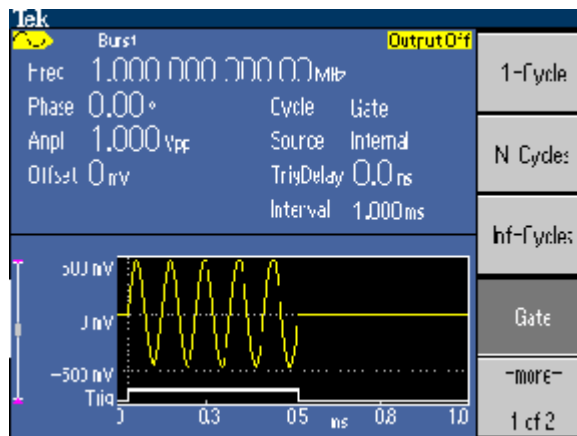 Tek
Burst
Output Off
Freq 1.000 000 000 00 MHz
Phase 0.00 °
Cycle Gate
Ampl 1.000 Vpp
Source Internal
Offset 0 mV
TrigDelay 0.0 ns
Interval 1.000 ms
1-Cycle
N-Cycles
Inf-Cycles
Gate
-more-
1 of 2
500 mV
0 mV
-500 mV
Trig
0 0.3 0.5 ms 0.8 1.0